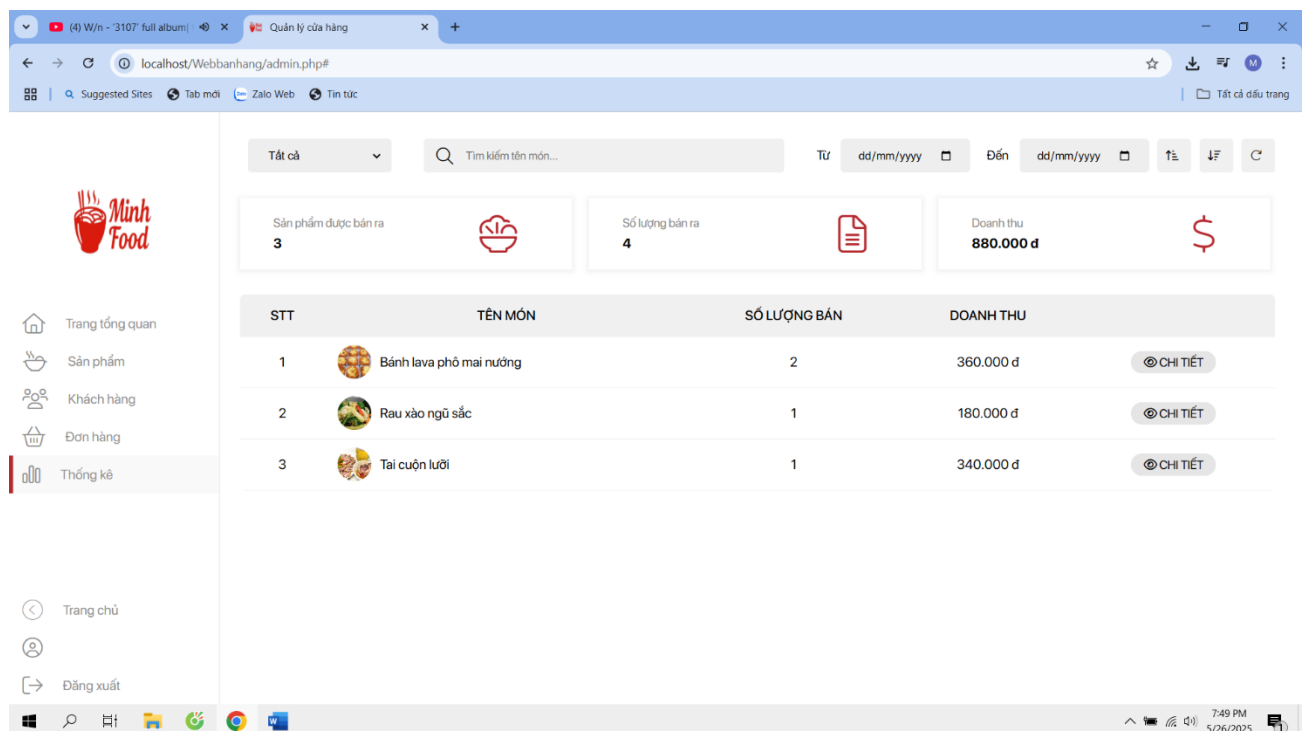 (4) W/n - '3107' full album|
Quản lý cửa hàng
localhost/Webbanhang/admin.php#
M
Suggested Sites
Tab mới
Zalo Web
Tin tức
Tất cả dấu trang
Minh
Food
Trang tổng quan
Sản phẩm
Khách hàng
Đơn hàng
Thống kê
Trang chủ
Đăng xuất
Tất cả
Tìm kiếm tên món...
Từ dd/mm/yyyy Đến dd/mm/yyyy
Sản phẩm được bán ra
3
Số lượng bán ra
4
Doanh thu
880.000 đ
STT TÊN MÓN SỐ LƯỢNG BÁN DOANH THU
1 Bánh lava phô mai nướng 2 360.000 đ CHI TIẾT
2 Rau xào ngũ sắc 1 180.000 đ CHI TIẾT
3 Tai cuộn lưỡi 1 340.000 đ CHI TIẾT
7:49 PM
5/26/2025